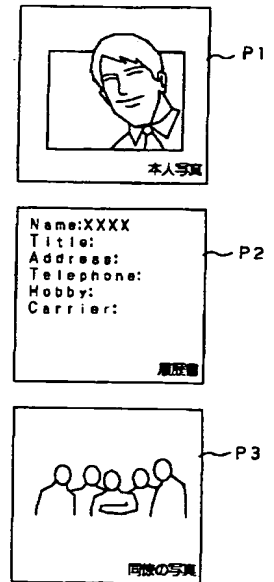 P1
本人写真
Name:XXXX
Title:
Address:
Telephone:
Hobby:
Carrier:
P2
履歴書
P3
同僚の写真